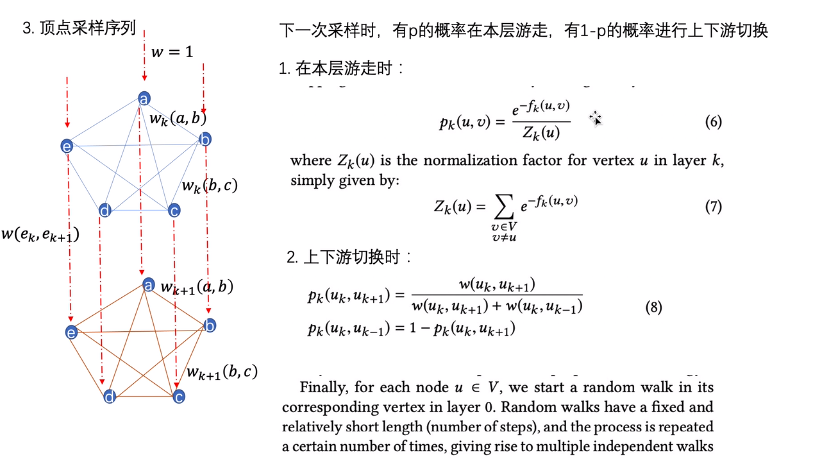 3. 顶点采样序列
w = 1
a
w_k(a,b)
e
b
w_k(b,c)
d
c
w(e_k,e_{k+1})
a
w_{k+1}(a,b)
e
b
w_{k+1}(b,c)
d
c
下一次采样时，有p的概率在本层游走，有1-p的概率进行上下游切换
1. 在本层游走时：
p_k(u,v) = e^{-f_k(u,v)} / Z_k(u) (6)
where Z_k(u) is the normalization factor for vertex u in layer k,
simply given by:
Z_k(u) = ∑_{v∈V v≠u} e^{-f_k(u,v)} (7)
2. 上下游切换时：
p_k(u_k,u_{k+1}) = w(u_k,u_{k+1}) / w(u_k,u_{k+1}) + w(u_k,u_{k−1})
(8)
p_k(u_k,u_{k−1}) = 1 − p_k(u_k,u_{k+1})
Finally, for each node u ∈ V, we start a random walk in its
corresponding vertex in layer 0. Random walks have a fixed and
relatively short length (number of steps), and the process is repeated
a certain number of times, giving rise to multiple independent walks